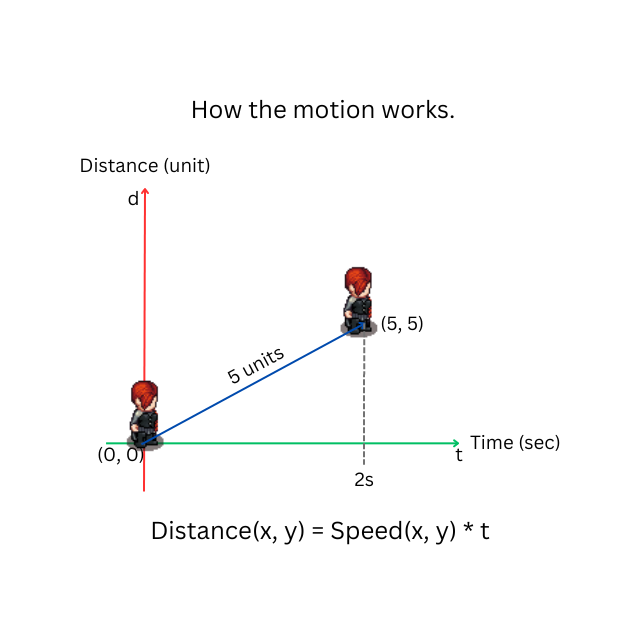 How the motion works.
Distance (unit)
d
(5, 5)
5 units
Time (sec)
(0, 0)
t
2s
Distance(x, y) = Speed(x, y) * t